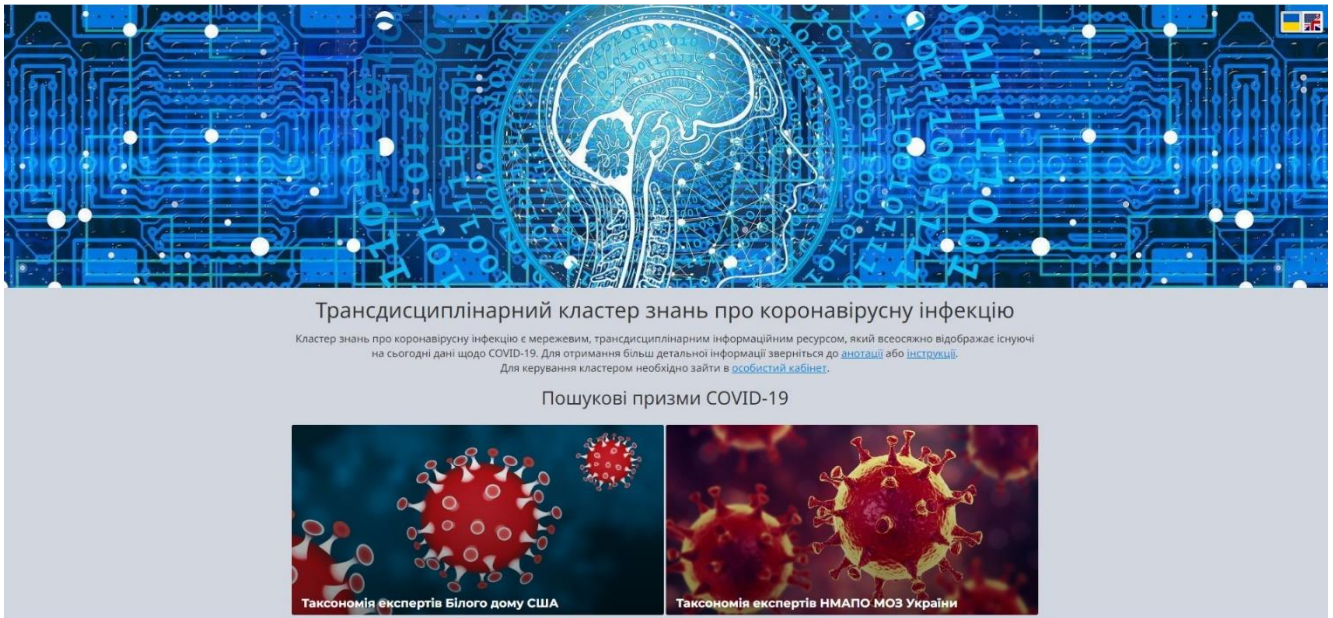 Трансдисциплінарний кластер знань про коронавірусну інфекцію
Кластер знань про коронавірусну інфекцію є мережевим, трансдисциплінарним інформаційним ресурсом, який всеосяжно відображає існуючі
на сьогодні дані щодо COVID-19. Для отримання більш детальної інформації зверніться до анотації або інструкції.
Для керування кластером необхідно зайти в особистий кабінет.
Пошукові призми COVID-19
Таксономія експертів Білого дому США
Таксономія експертів НМАПО МОЗ України